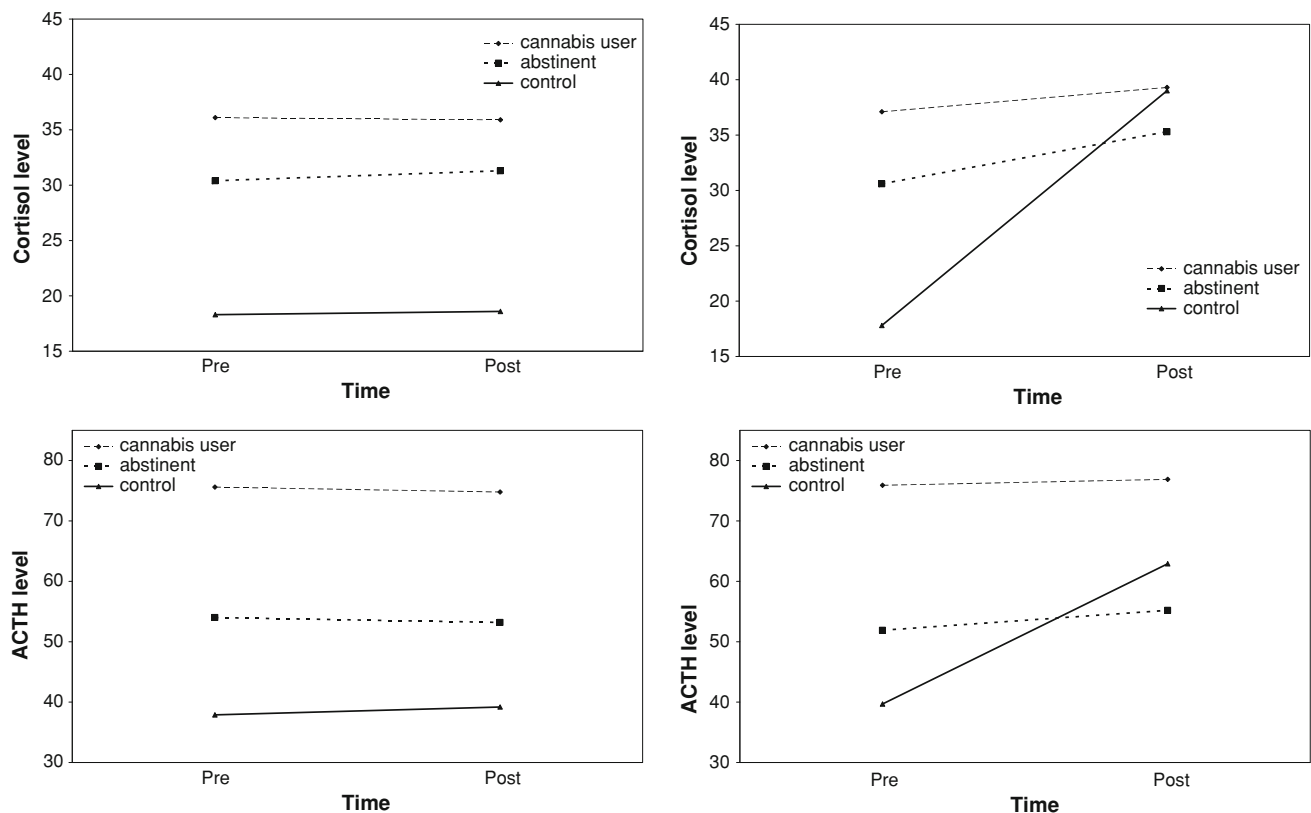 45
40
35
30
25
20
15
Cortisol level
cannabis user
abstinent
control
Pre
Post
Time
45
40
35
30
25
20
15
Cortisol level
cannabis user
abstinent
control
Pre
Post
Time
80
70
60
50
40
30
ACTH level
cannabis user
abstinent
control
Pre
Post
Time
80
70
60
50
40
30
ACTH level
cannabis user
abstinent
control
Pre
Post
Time